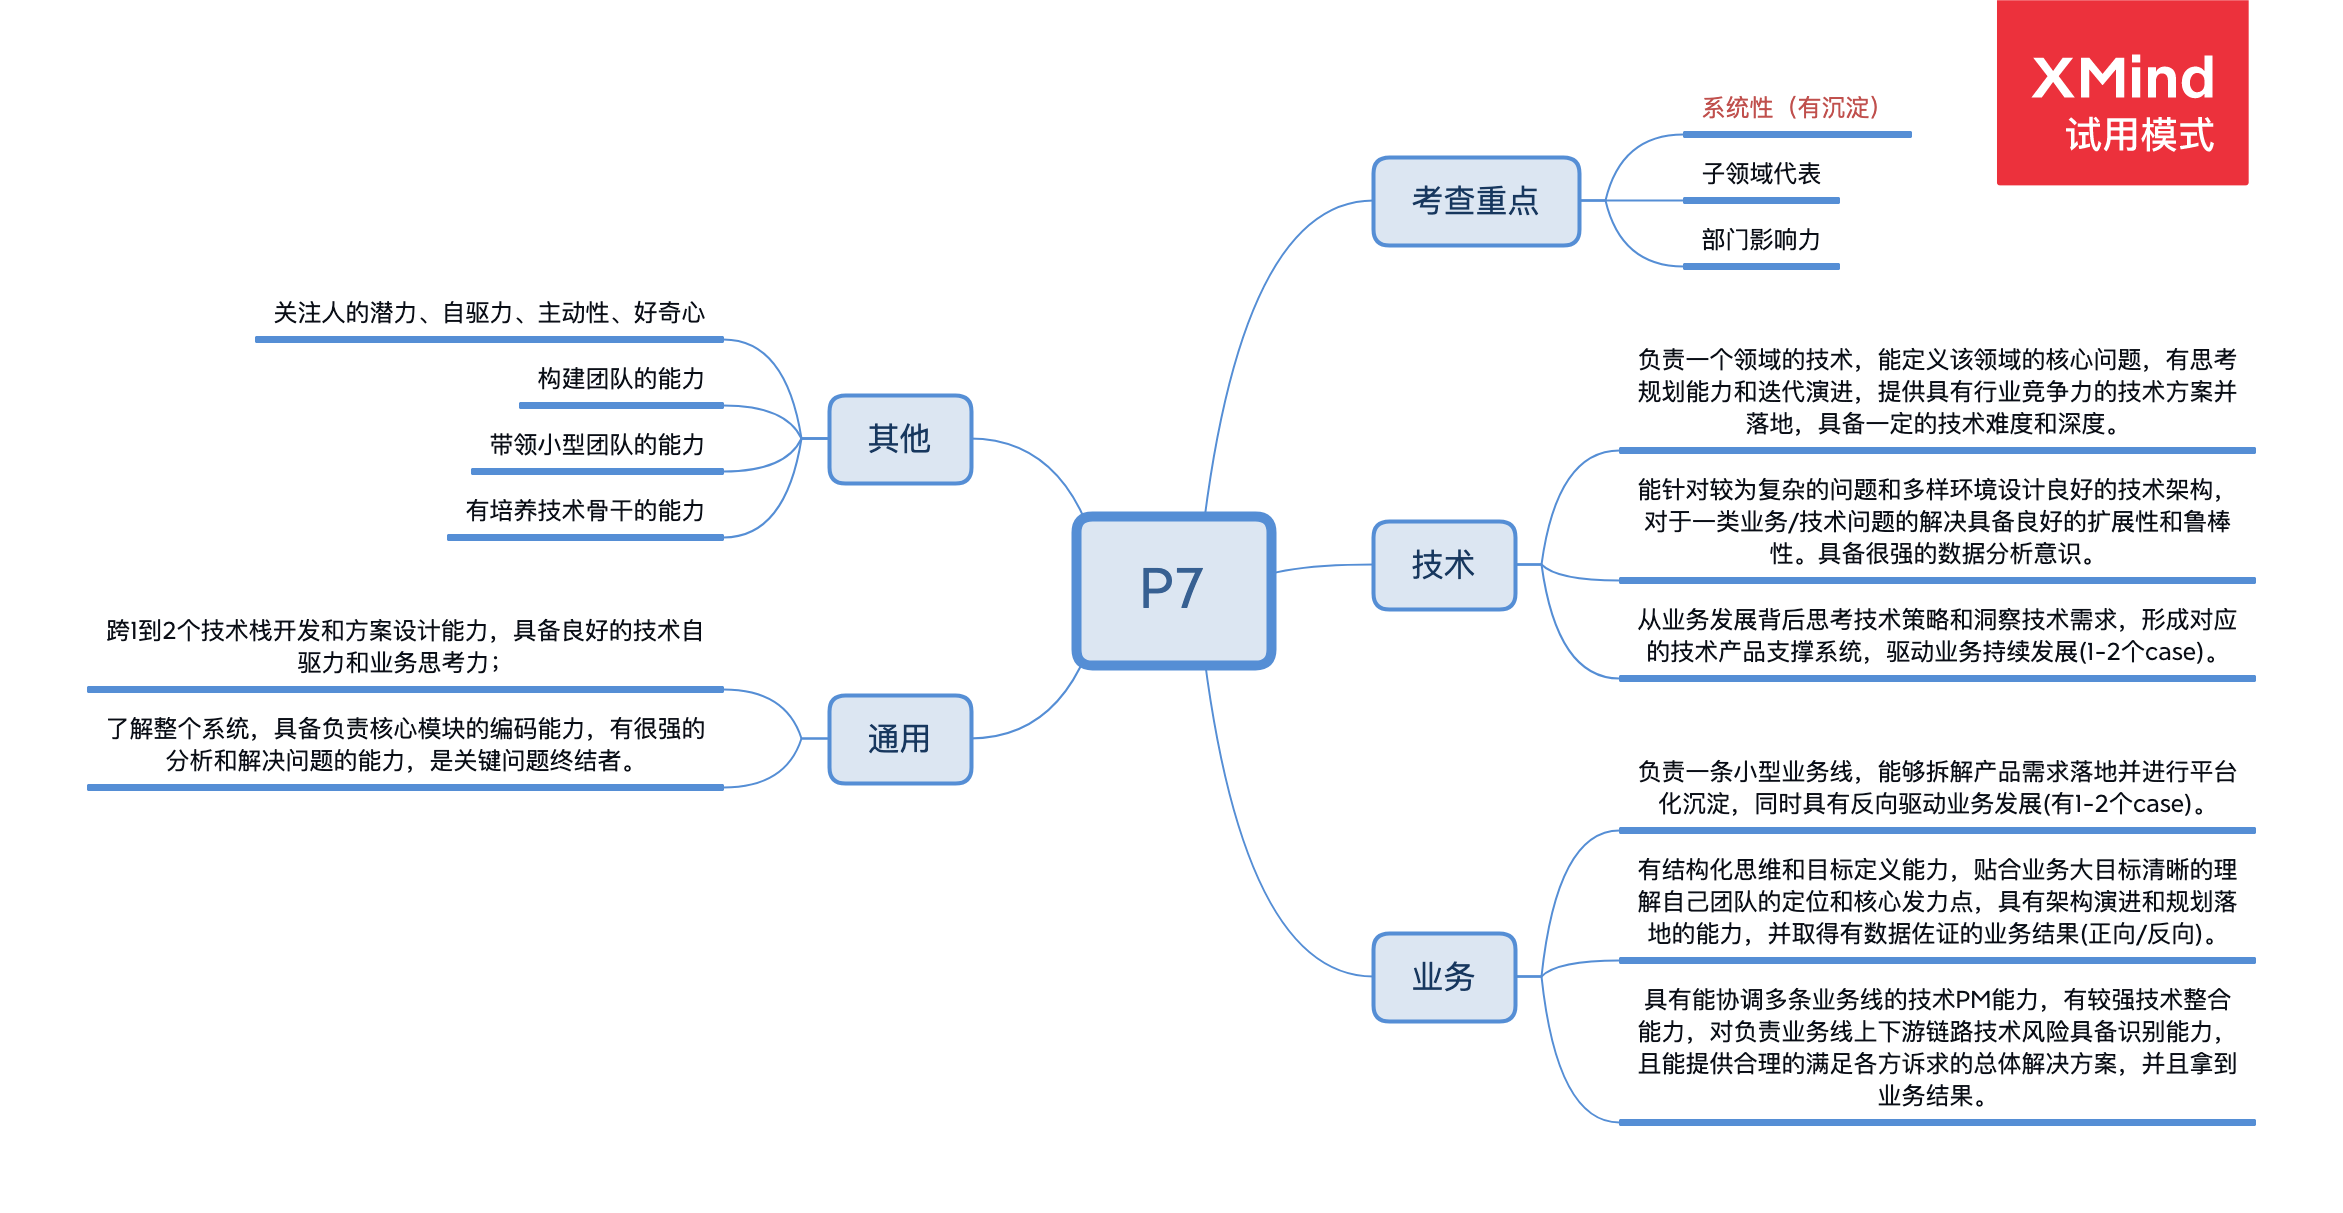 XMind
试用模式
P7
考查重点
系统性（有沉淀）
子领域代表
部门影响力
技术
负责一个领域的技术，能定义该领域的核心问题，有思考
规划能力和迭代演进，提供具有行业竞争力的技术方案并
落地，具备一定的技术难度和深度。
能针对较为复杂的问题和多样环境设计良好的技术架构，
对于一类业务/技术问题的解决具备良好的扩展性和鲁棒
性。具备很强的数据分析意识。
从业务发展背后思考技术策略和洞察技术需求，形成对应
的技术产品支撑系统，驱动业务持续发展(1-2个case)。
业务
负责一条小型业务线，能够拆解产品需求落地并进行平台
化沉淀，同时具有反向驱动业务发展(有1-2个case)。
有结构化思维和目标定义能力，贴合业务大目标清晰的理
解自己团队的定位和核心发力点，具有架构演进和规划落
地的能力，并取得有数据佐证的业务结果(正向/反向)。
具有能协调多条业务线的技术PM能力，有较强技术整合
能力，对负责业务线上下游链路技术风险具备识别能力，
且能提供合理的满足各方诉求的总体解决方案，并且拿到
业务结果。
其他
关注人的潜力、自驱力、主动性、好奇心
构建团队的能力
带领小型团队的能力
有培养技术骨干的能力
通用
跨1到2个技术栈开发和方案设计能力，具备良好的技术自
驱力和业务思考力；
了解整个系统，具备负责核心模块的编码能力，有很强的
分析和解决问题的能力，是关键问题终结者。